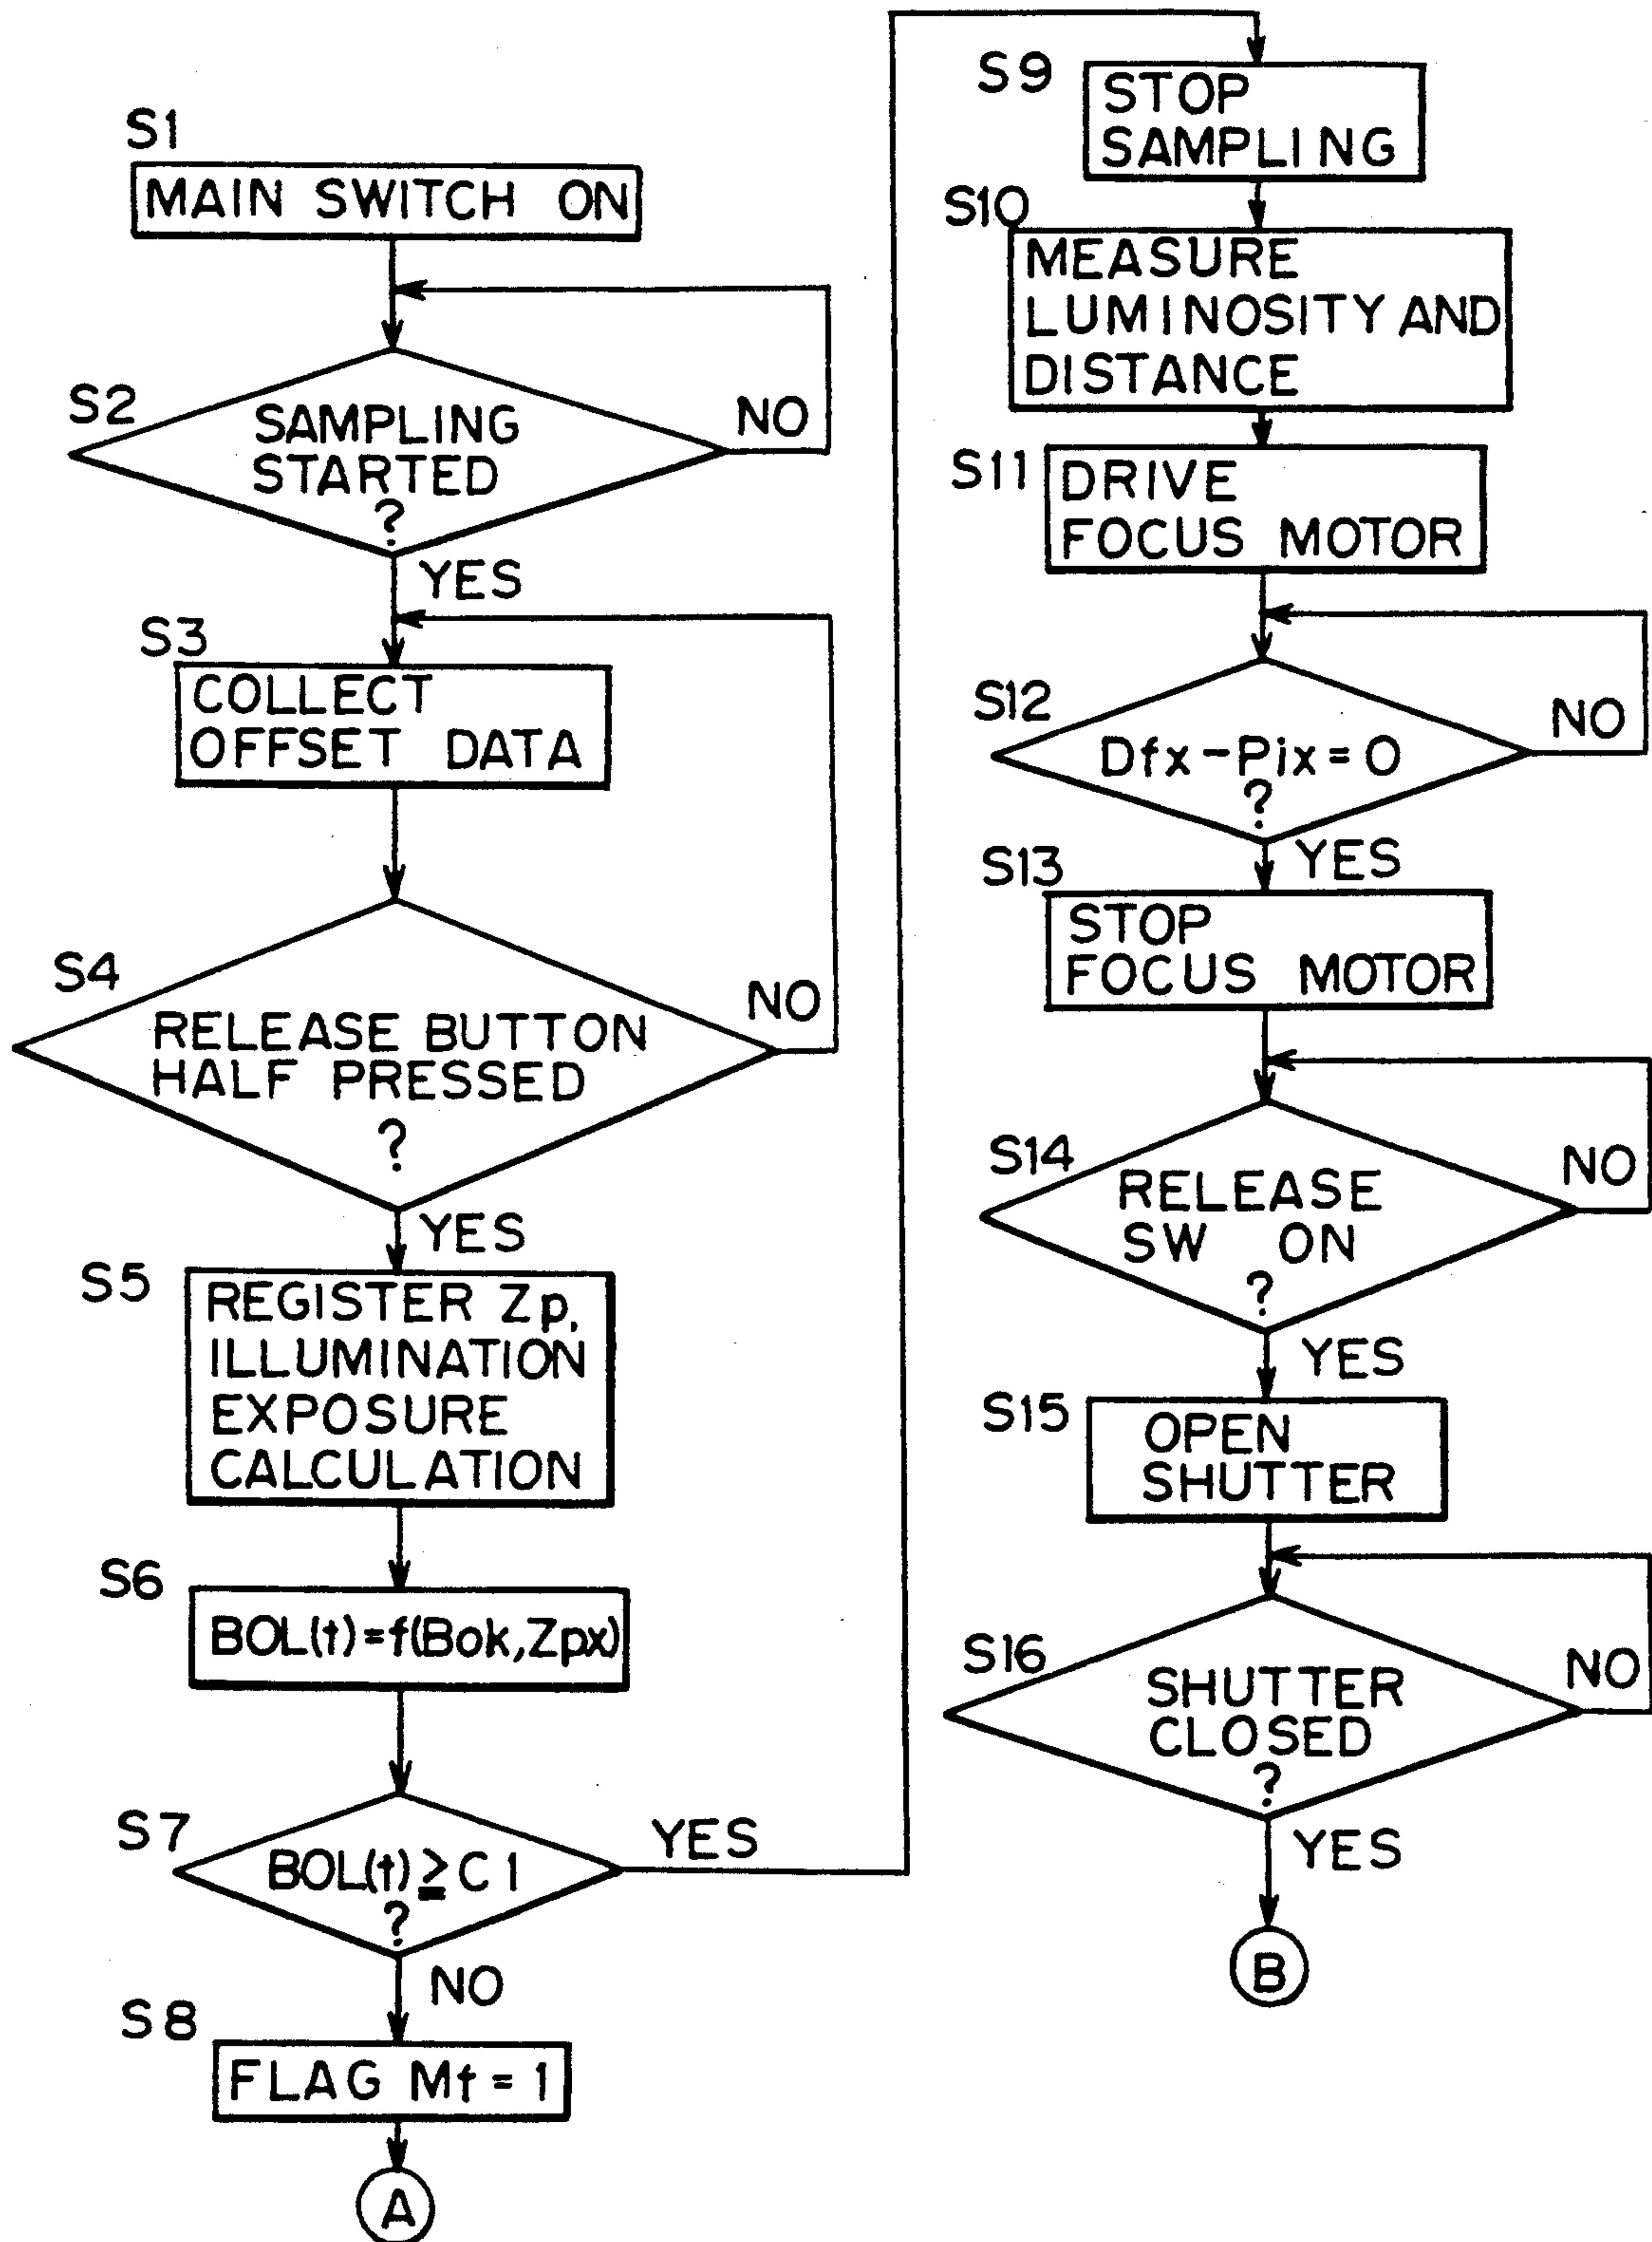 S1
MAIN SWITCH ON
S2
SAMPLING
STARTED
?
NO
YES
S3
COLLECT
OFFSET DATA
S4
RELEASE BUTTON
HALF PRESSED
?
NO
YES
S5
REGISTER Zp,
ILLUMINATION
EXPOSURE
CALCULATION
S6
BOL(t)=f(Bok,Zpx)
S7
BOL(t)≧C1
?
YES
NO
S8
FLAG Mt=1
A
S9
STOP
SAMPLING
S10
MEASURE
LUMINOSITY AND
DISTANCE
S11
DRIVE
FOCUS MOTOR
S12
Dfx-Pix=0
?
NO
YES
S13
STOP
FOCUS MOTOR
S14
RELEASE
SW ON
?
NO
YES
S15
OPEN
SHUTTER
S16
SHUTTER
CLOSED
?
NO
YES
B